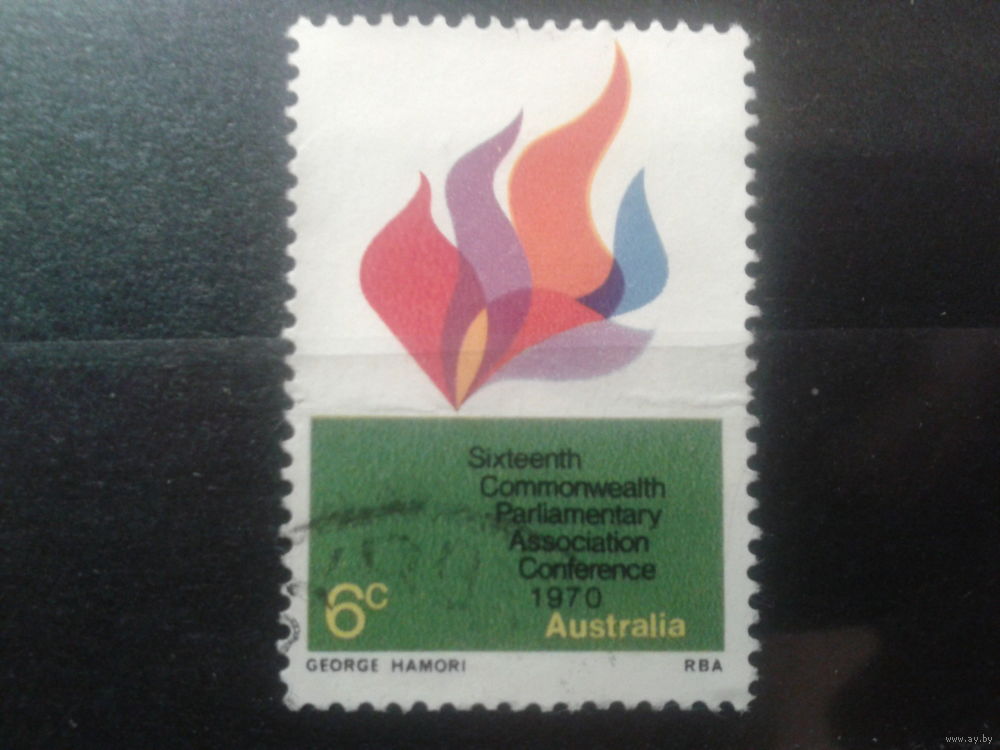 Sixteenth
Commonwealth
Parliamentary
Association
Conference
1970
6c
Australia
GEORGE HAMORI RBA
www.ay.by